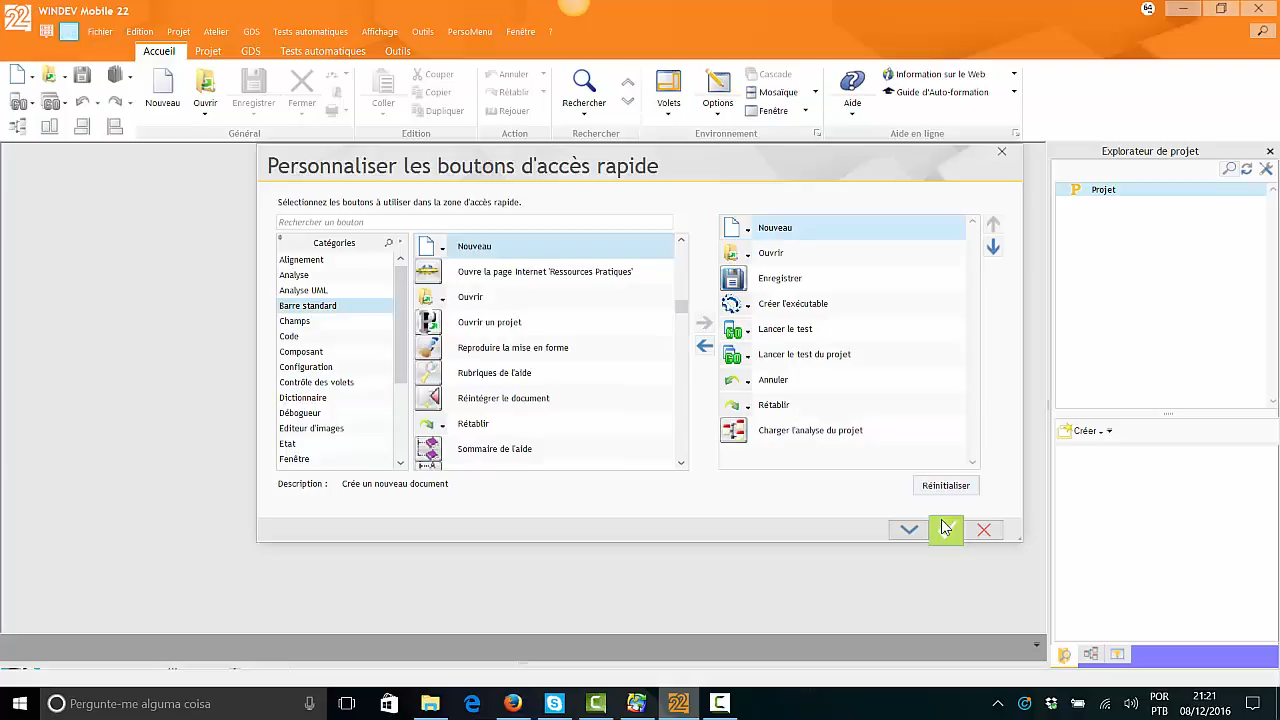 22 WINDEV Mobile 22 64
Fichier Edition Projet Atelier GDS Tests automatiques Affichage Outils PersoMenu Fenêtre ?
Accueil Projet GDS Tests automatiques Outils
Nouveau Ouvrir Enregistrer Fermer
Coller Couper Copier Dupliquer
Annuler Rétablir Rejouer
Rechercher
Volets Options Cascade Mosaïque Fenêtre
Aide Information sur le Web Guide d'Auto-formation
Général Edition Action Rechercher Environnement Aide en ligne
Personnaliser les boutons d'accès rapide
Sélectionnez les boutons à utiliser dans la zone d'accès rapide.
Rechercher un bouton
Catégories
Alignement
Analyse
Analyse UML
Barre standard
Champs
Code
Composant
Configuration
Contrôle des volets
Dictionnaire
Débogueur
Editeur d'images
Etat
Fenêtre
Nouveau
Ouvre la page Internet 'Ressources Pratiques'
Ouvrir
Ouvrir un projet
Reproduire la mise en forme
Rubriques de l'aide
Réintégrer le document
Rétablir
Sommaire de l'aide
Nouveau
Ouvrir
Enregistrer
Créer l'exécutable
GO Lancer le test
GO Lancer le test du projet
Annuler
Rétablir
Charger l'analyse du projet
Description : Crée un nouveau document
Réinitialiser
Explorateur de projet
P Projet
Créer
Pergunte-me alguma coisa
22
POR
PTB
21:21
08/12/2016